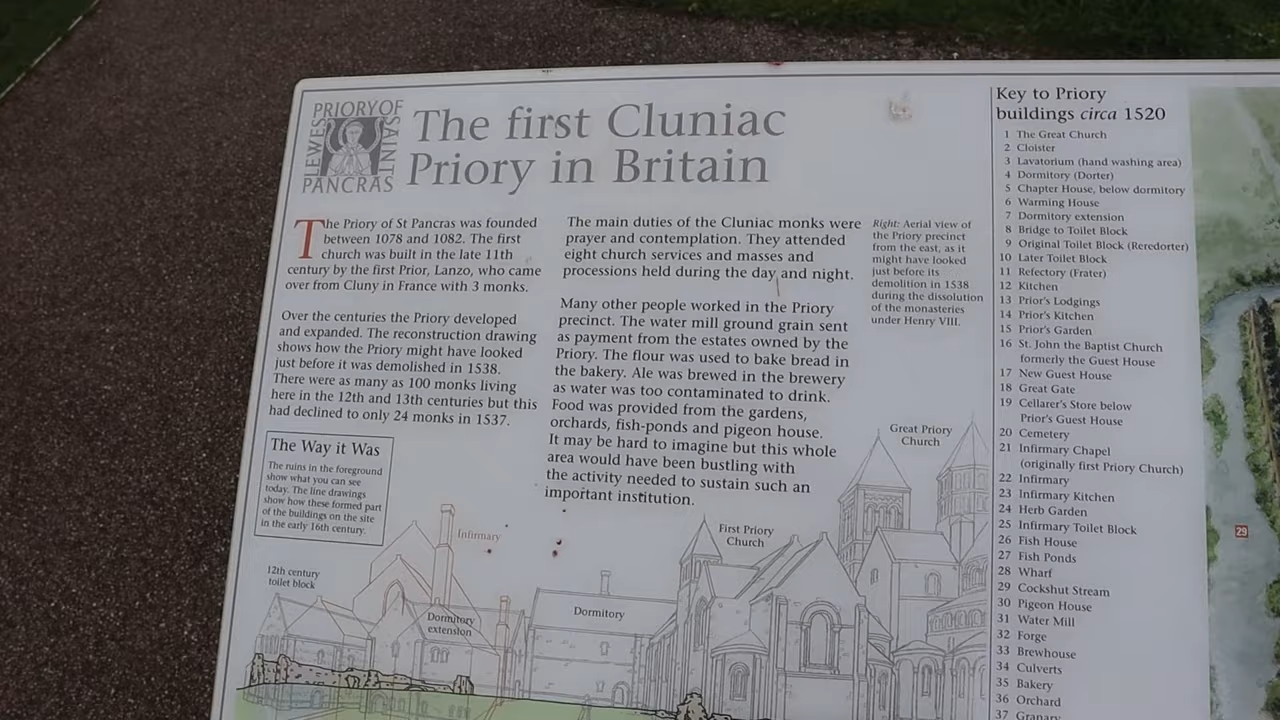 PRIORY OF
SAINT
PANCRAS
LEWES
The first Cluniac
Priory in Britain
The Priory of St Pancras was founded
between 1078 and 1082. The first
church was built in the late 11th
century by the first Prior, Lanzo, who came
over from Cluny in France with 3 monks.
Over the centuries the Priory developed
and expanded. The reconstruction drawing
shows how the Priory might have looked
just before it was demolished in 1538.
There were as many as 100 monks living
here in the 12th and 13th centuries but this
had declined to only 24 monks in 1537.
The main duties of the Cluniac monks were
prayer and contemplation. They attended
eight church services and masses and
processions held during the day and night.
Many other people worked in the Priory
precinct. The water mill ground grain sent
as payment from the estates owned by the
Priory. The flour was used to bake bread in
the bakery. Ale was brewed in the brewery
as water was too contaminated to drink.
Food was provided from the gardens,
orchards, fish-ponds and pigeon house.
It may be hard to imagine but this whole
area would have been bustling with
the activity needed to sustain such an
important institution.
Right: Aerial view of
the Priory precinct
from the east, as it
might have looked
just before its
demolition in 1538
during the dissolution
of the monasteries
under Henry VIII.
The Way it Was
The ruins in the foreground
show what you can see
today. The line drawings
show how these formed part
of the buildings on the site
in the early 16th century.
12th century
toilet block
Infirmary
Dormitory
extension
Dormitory
First Priory
Church
Great Priory
Church
Key to Priory
buildings circa 1520
1 The Great Church
2 Cloister
3 Lavatorium (hand washing area)
4 Dormitory (Dorter)
5 Chapter House, below dormitory
6 Warming House
7 Dormitory extension
8 Bridge to Toilet Block
9 Original Toilet Block (Reredorter)
10 Later Toilet Block
11 Refectory (Frater)
12 Kitchen
13 Prior's Lodgings
14 Prior's Kitchen
15 Prior's Garden
16 St. John the Baptist Church
formerly the Guest House
17 New Guest House
18 Great Gate
19 Cellarer's Store below
Prior's Guest House
20 Cemetery
21 Infirmary Chapel
(originally first Priory Church)
22 Infirmary
23 Infirmary Kitchen
24 Herb Garden
25 Infirmary Toilet Block
26 Fish House
27 Fish Ponds
28 Wharf
29 Cockshut Stream
30 Pigeon House
31 Water Mill
32 Forge
33 Brewhouse
34 Culverts
35 Bakery
36 Orchard
37 Granary
29